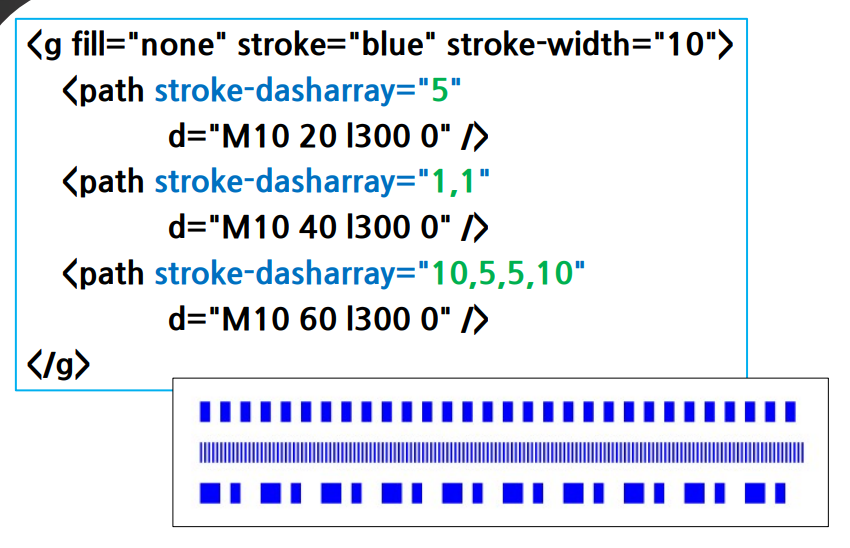 <g fill="none" stroke="blue" stroke-width="10">
<path stroke-dasharray="5"
d="M10 20 l300 0" />
<path stroke-dasharray="1,1"
d="M10 40 l300 0" />
<path stroke-dasharray="10,5,5,10"
d="M10 60 l300 0" />
</g>